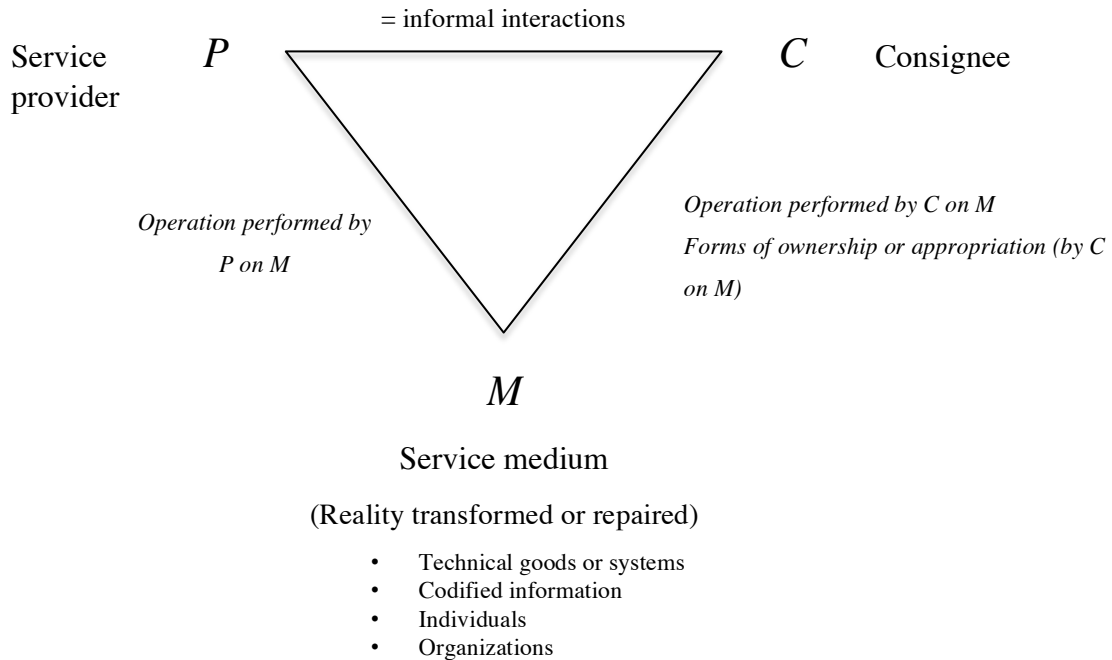 = informal interactions
Service provider
P
C
Consignee
Operation performed by
P on M
Operation performed by C on M
Forms of ownership or appropriation (by C
on M)
M
Service medium
(Reality transformed or repaired)
• Technical goods or systems
• Codified information
• Individuals
• Organizations